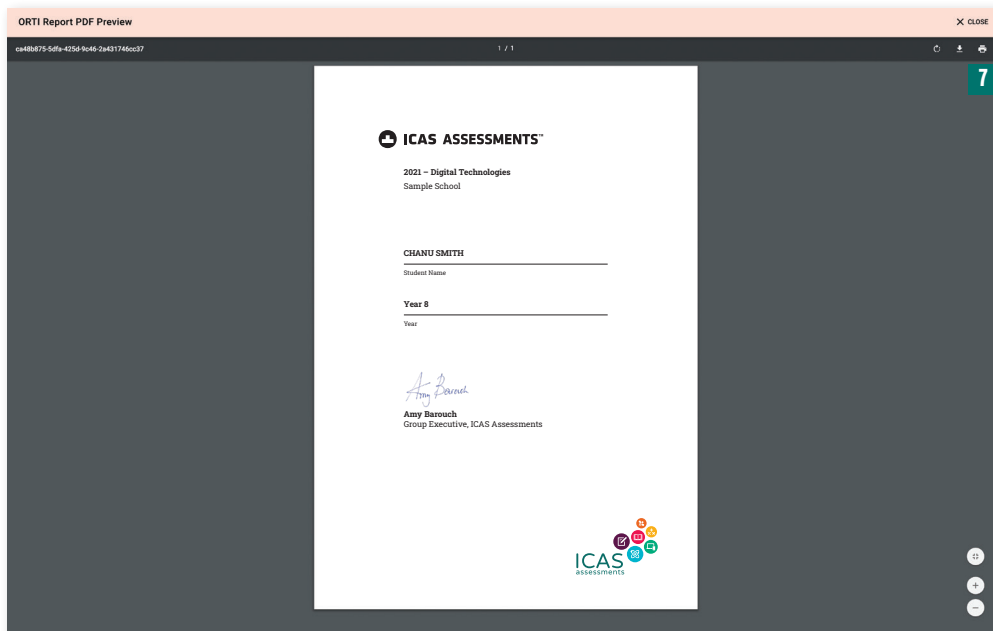 ORTI Report PDF Preview
CLOSE
ca48b875-5dfa-425d-9c46-2a431746cc37
1 / 1
7
ICAS ASSESSMENTS™
2021 – Digital Technologies
Sample School
CHANU SMITH
Student Name
Year 8
Year
Amy Barouch
Amy Barouch
Group Executive, ICAS Assessments
ICAS
assessments